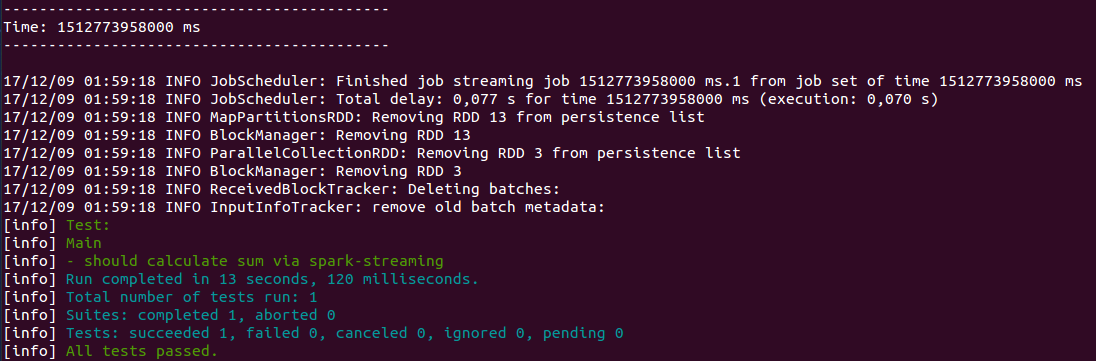 -------------------------------------------
Time: 1512773958000 ms
-------------------------------------------
17/12/09 01:59:18 INFO JobScheduler: Finished job streaming job 1512773958000 ms.1 from job set of time 1512773958000 ms
17/12/09 01:59:18 INFO JobScheduler: Total delay: 0,077 s for time 1512773958000 ms (execution: 0,070 s)
17/12/09 01:59:18 INFO MapPartitionsRDD: Removing RDD 13 from persistence list
17/12/09 01:59:18 INFO BlockManager: Removing RDD 13
17/12/09 01:59:18 INFO ParallelCollectionRDD: Removing RDD 3 from persistence list
17/12/09 01:59:18 INFO BlockManager: Removing RDD 3
17/12/09 01:59:18 INFO ReceivedBlockTracker: Deleting batches:
17/12/09 01:59:18 INFO InputInfoTracker: remove old batch metadata:
[info] Test:
[info] Main
[info] - should calculate sum via spark-streaming
[info] Run completed in 13 seconds, 120 milliseconds.
[info] Total number of tests run: 1
[info] Suites: completed 1, aborted 0
[info] Tests: succeeded 1, failed 0, canceled 0, ignored 0, pending 0
[info] All tests passed.